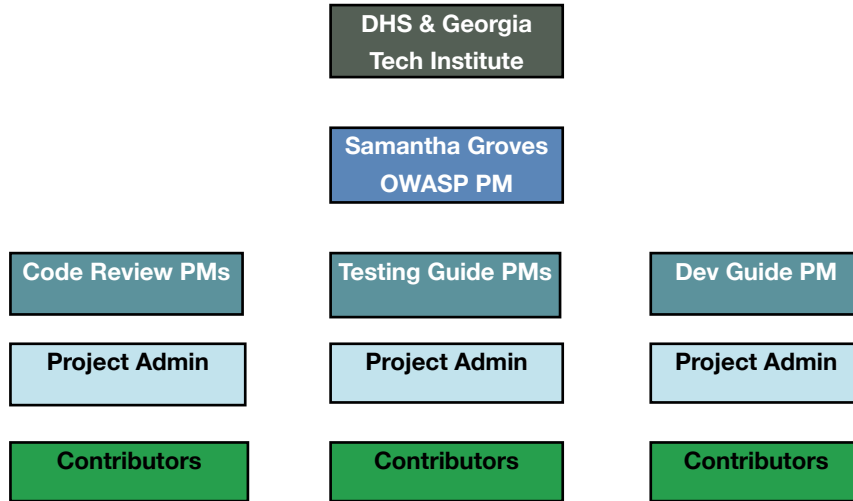 DHS & Georgia
Tech Institute
Samantha Groves
OWASP PM
Code Review PMs
Testing Guide PMs
Dev Guide PM
Project Admin
Project Admin
Project Admin
Contributors
Contributors
Contributors